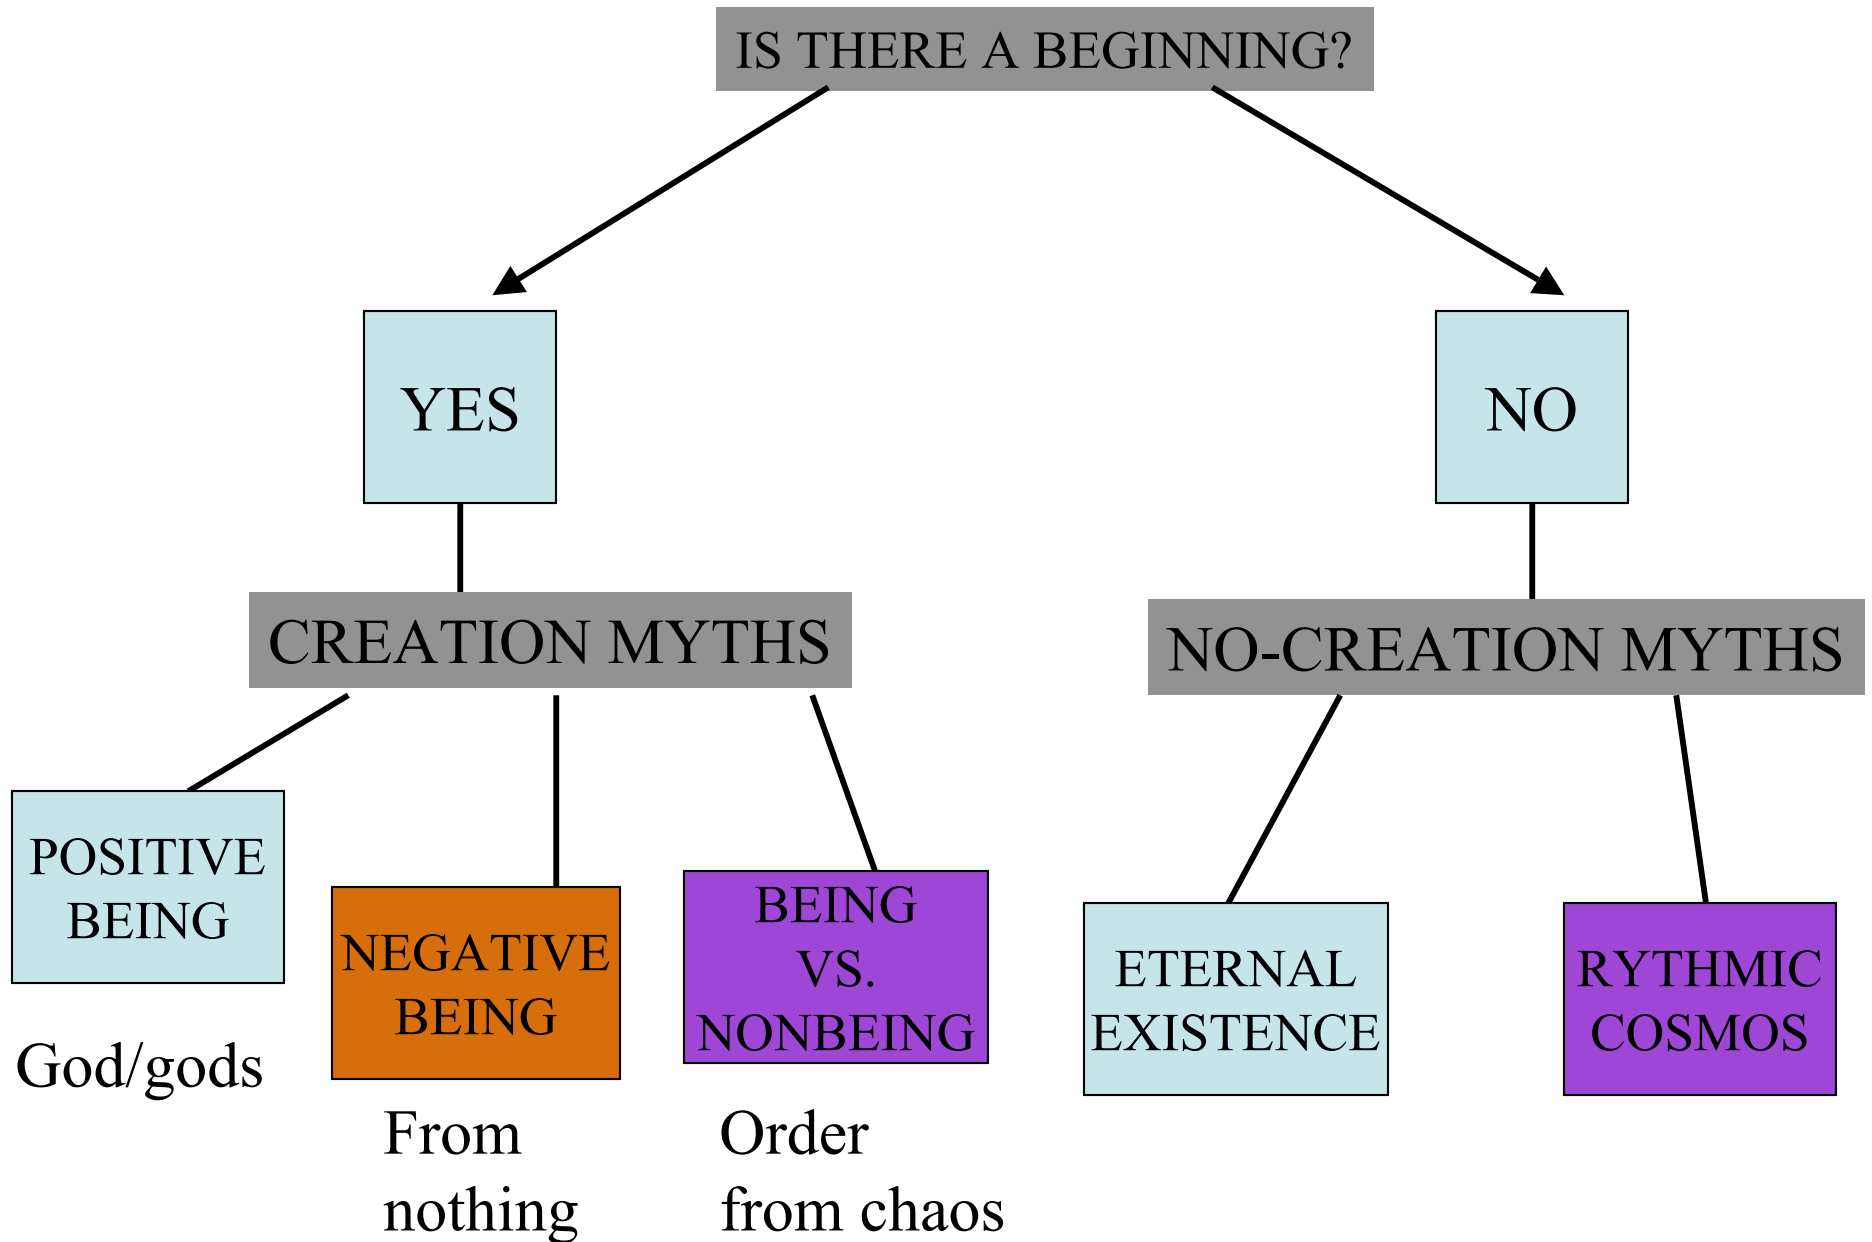 IS THERE A BEGINNING?
YES
NO
CREATION MYTHS
NO-CREATION MYTHS
POSITIVE
BEING
God/gods
NEGATIVE
BEING
From
nothing
BEING
VS.
NONBEING
Order
from chaos
ETERNAL
EXISTENCE
RYTHMIC
COSMOS